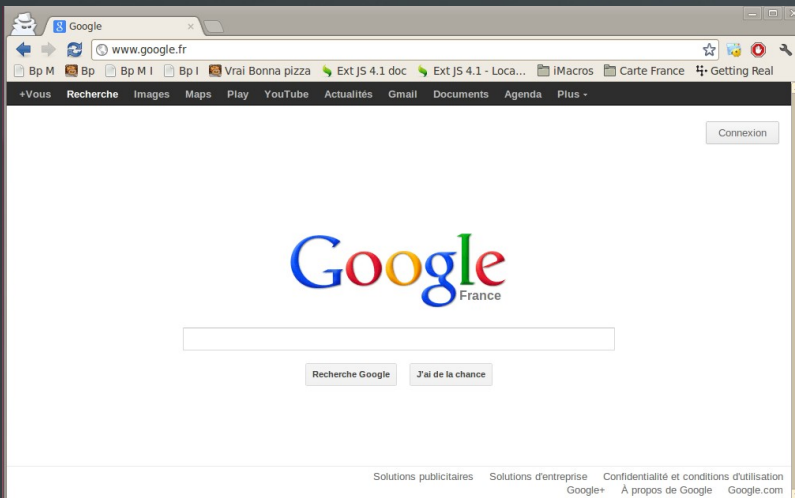 Google
www.google.fr
Bp M Bp Bp M I Bp I Vrai Bonna pizza Ext JS 4.1 doc Ext JS 4.1 - Loca... iMacros Carte France Getting Real
+Vous Recherche Images Maps Play YouTube Actualités Gmail Documents Agenda Plus
Connexion
Google
France
Recherche Google J'ai de la chance
Solutions publicitaires Solutions d'entreprise Confidentialité et conditions d'utilisation
Google+ À propos de Google Google.com